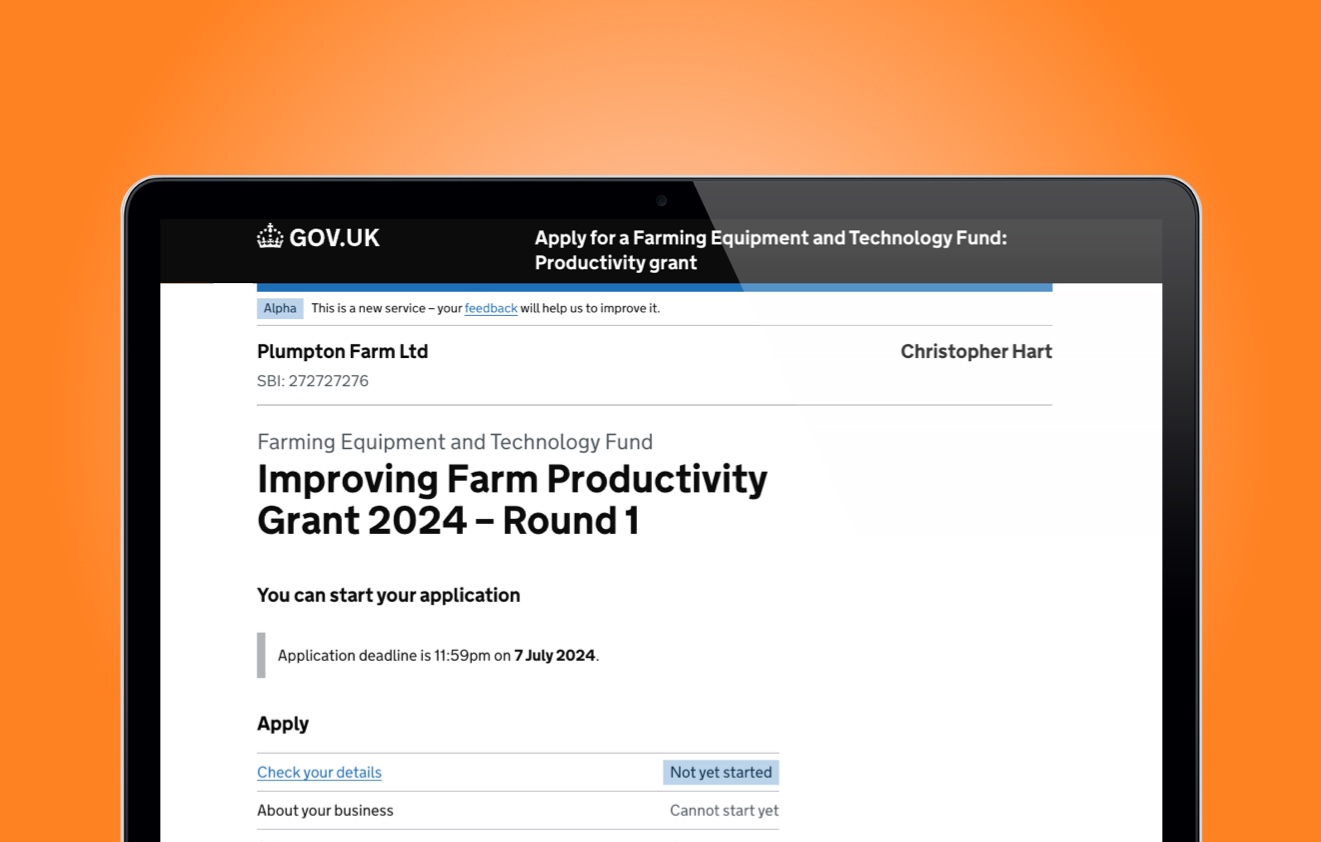 GOV.UK
Apply for a Farming Equipment and Technology Fund:
Productivity grant
Alpha This is a new service – your feedback will help us to improve it.
Plumpton Farm Ltd
Christopher Hart
SBI: 272727276
Farming Equipment and Technology Fund
Improving Farm Productivity
Grant 2024 – Round 1
You can start your application
Application deadline is 11:59pm on 7 July 2024.
Apply
Check your details Not yet started
About your business Cannot start yet